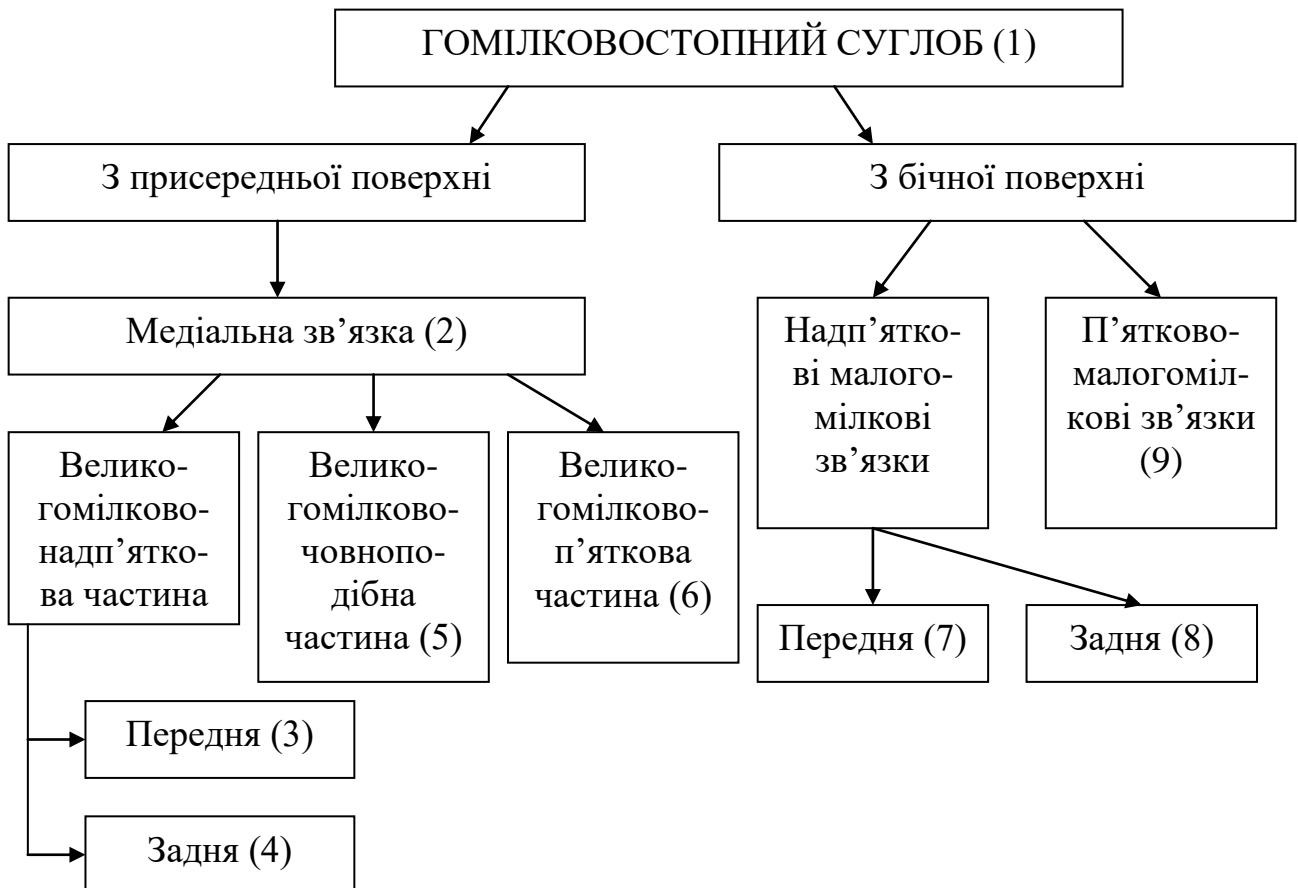 ГОМІЛКОВОСТОПНИЙ СУГЛОБ (1)
З присередньої поверхні
З бічної поверхні
Медіальна зв’язка (2)
Надп’ятко-
ві малого-
мілкові
зв’язки
П’ятково-
малогоміл-
кові зв’язки
(9)
Велико-
гомілково-
надп’ятко-
ва частина
Велико-
гомілково-
човнопо-
дібна
частина (5)
Велико-
гомілково-
п’яткова
частина (6)
Передня (7)
Задня (8)
Передня (3)
Задня (4)